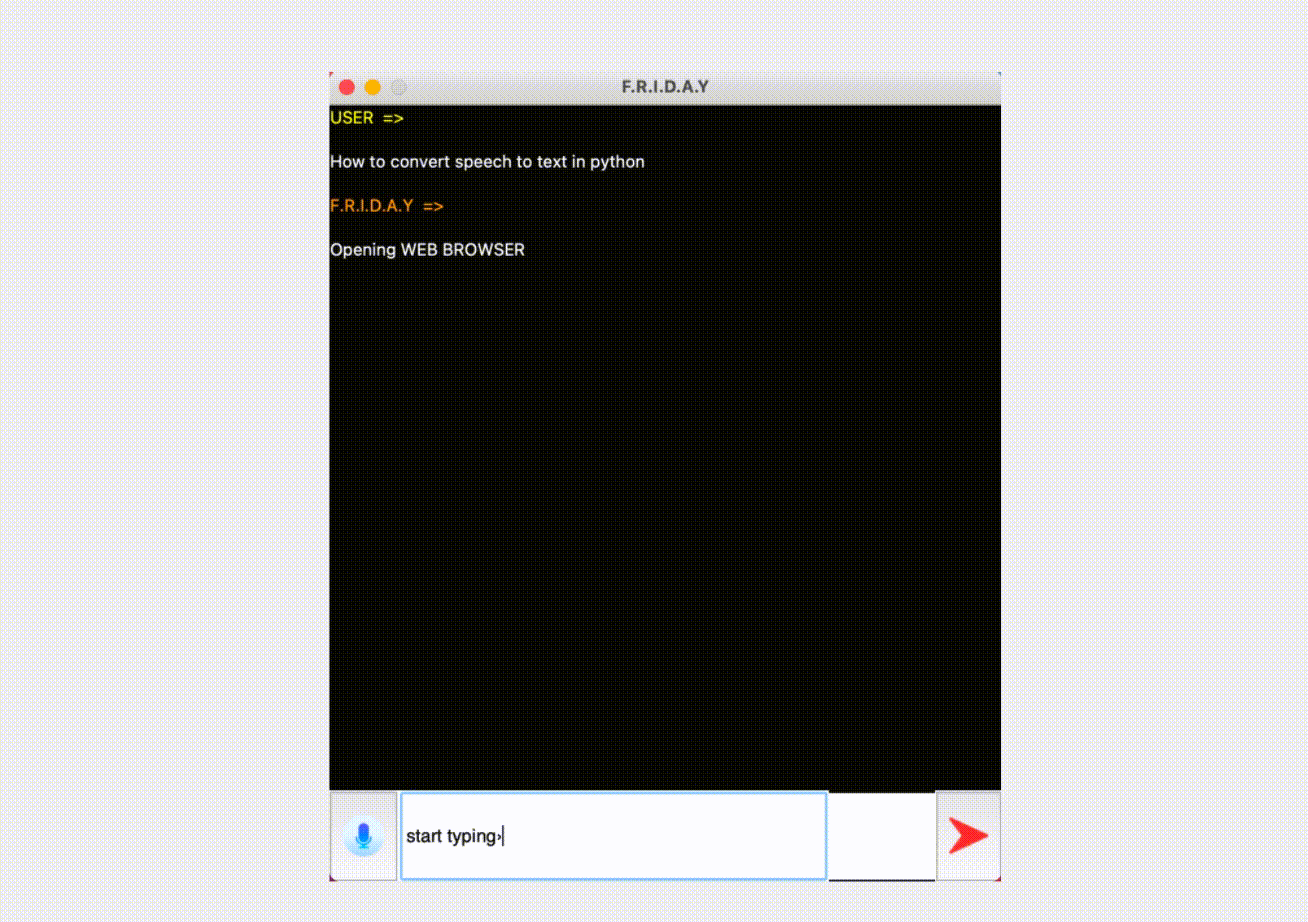 F.R.I.D.A.Y
USER =>
How to convert speech to text in python
F.R.I.D.A.Y =>
Opening WEB BROWSER
start typing›